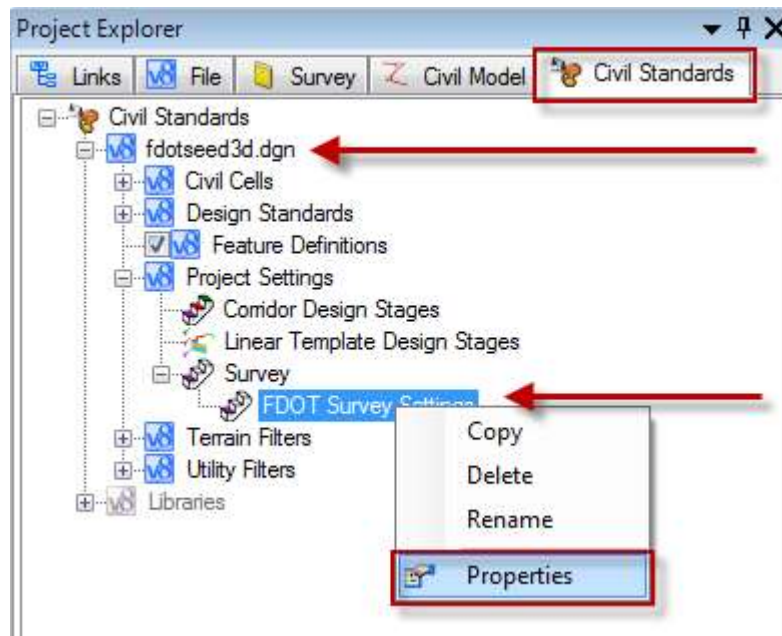 Project Explorer
Links File Survey Civil Model Civil Standards
Civil Standards
fdotseed3d.dgn
Civil Cells
Design Standards
Feature Definitions
Project Settings
Corridor Design Stages
Linear Template Design Stages
Survey
FDOT Survey Settings
Copy
Terrain Filters
Utility Filters
Delete
Libraries
Rename
Properties